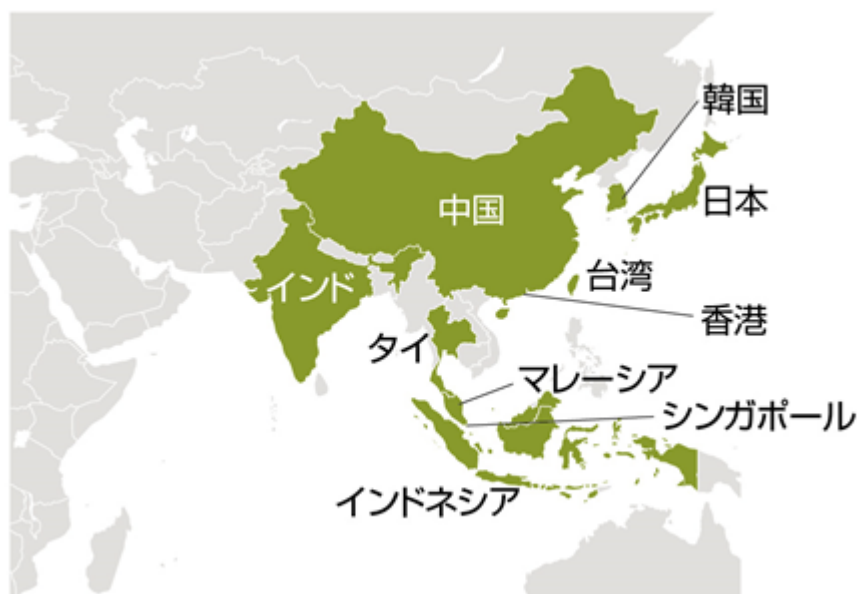 韓国
中国
日本
台湾
インド
香港
タイ
マレーシア
シンガポール
インドネシア